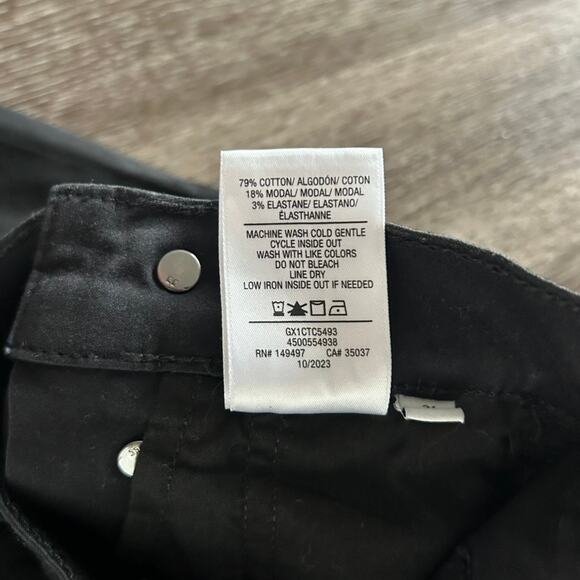 79% COTTON/ ALGODÓN/ COTON
18% MODAL/ MODAL/ MODAL
3% ELASTANE/ ELASTANO/
ÉLASTHANNE
MACHINE WASH COLD GENTLE
CYCLE INSIDE OUT
WASH WITH LIKE COLORS
DO NOT BLEACH
LINE DRY
LOW IRON INSIDE OUT IF NEEDED
GX1CTC5493
4500554938
RN# 149497 CA# 35037
10/2023